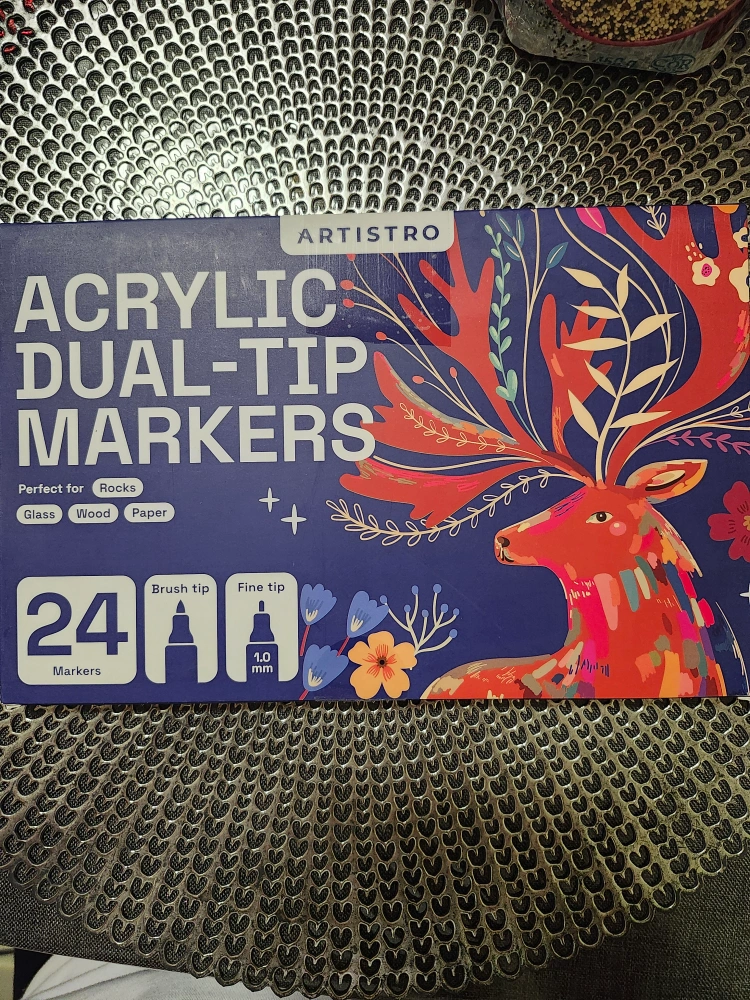 ARTISTRO
ACRYLIC
DUAL-TIP
MARKERS
Perfect for Rocks
Glass Wood Paper
24
Markers
Brush tip
Fine tip
1.0
mm